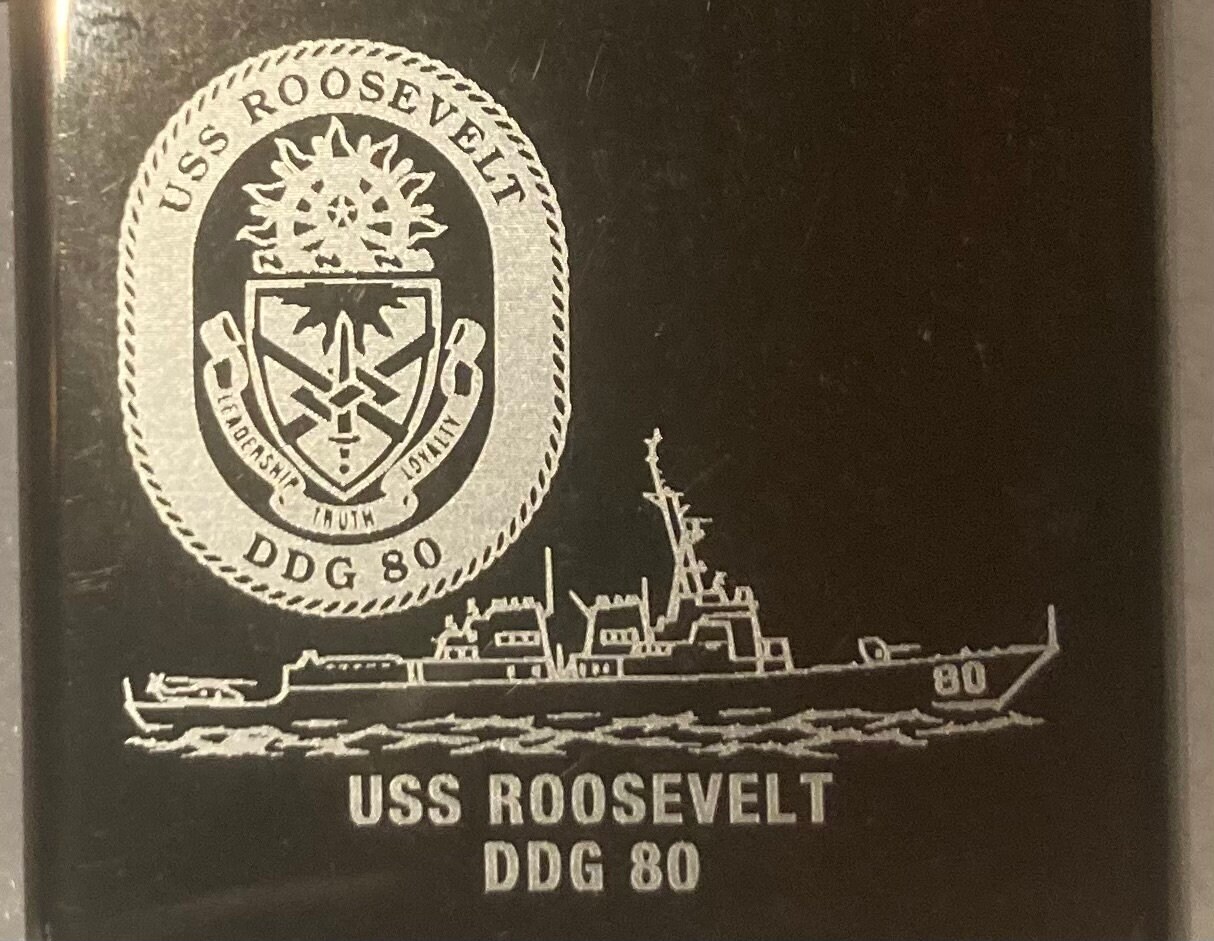 USS ROOSEVELT
LEADERSHIP
TRUTH
LOYALTY
DDG 80
80
USS ROOSEVELT
DDG 80